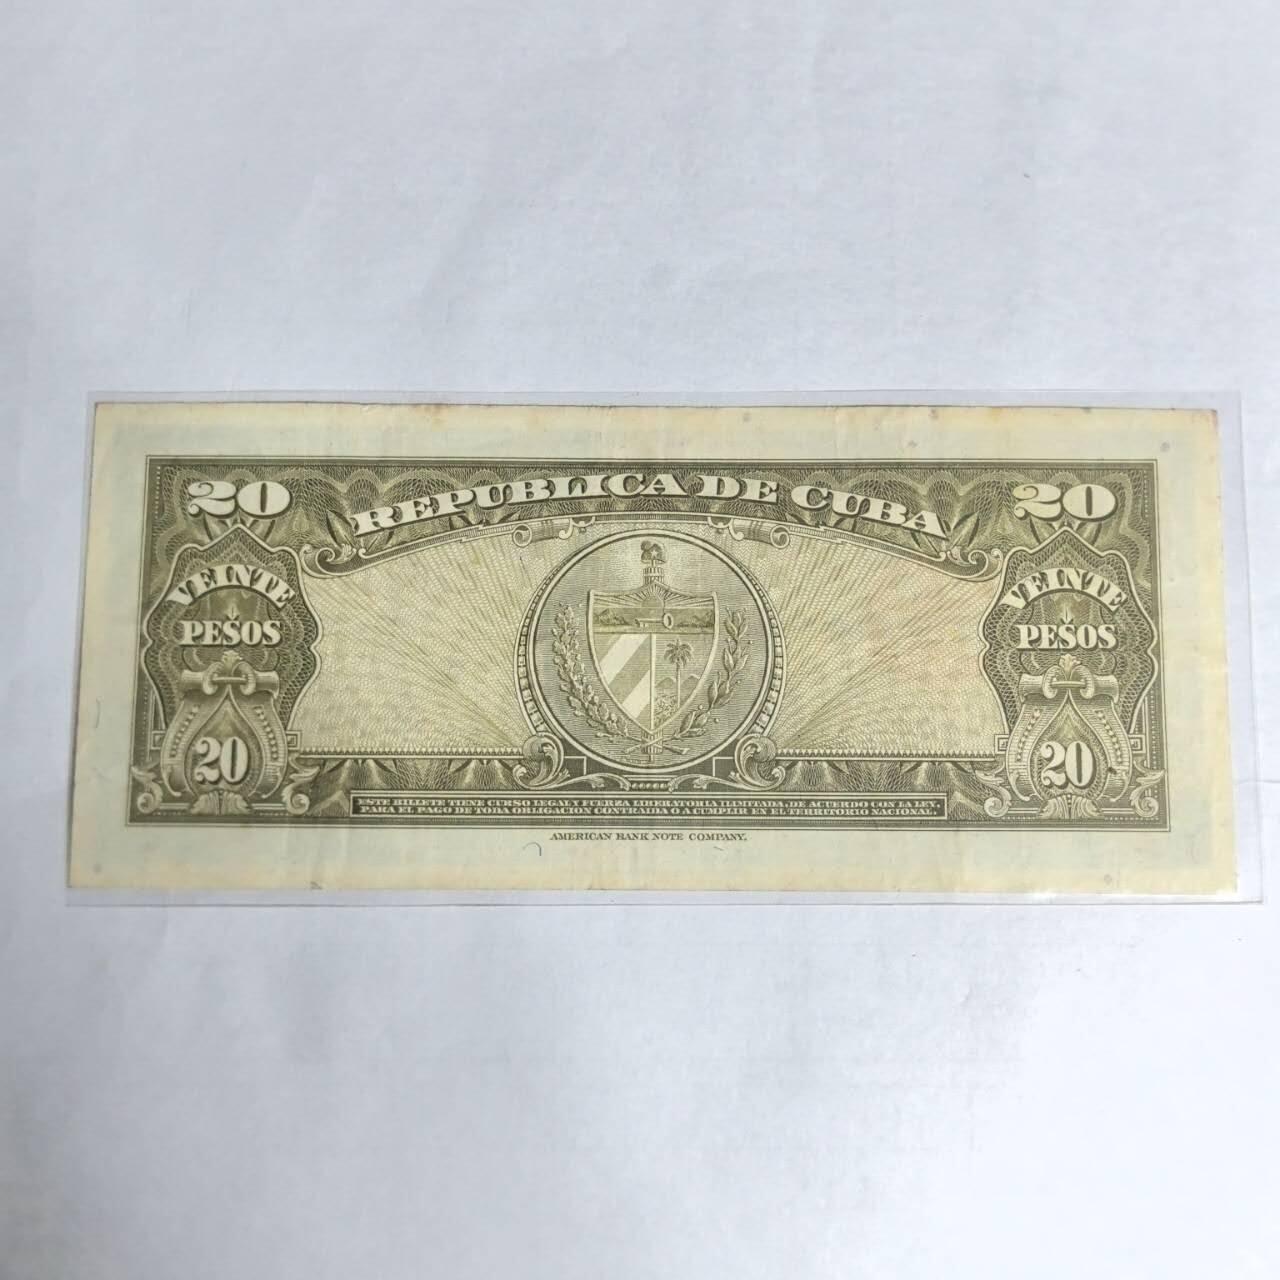 20 REPUBLICA DE CUBA 20
VEINTE VEINTE
PESOS PESOS
20 20
ESTE BILLETE TIENE CURSO LEGAL Y FUERZA LIBERATORIA ILIMITADA, DE ACUERDO CON LA LEY,
PARA EL PAGO DE TODA OBLIGACION CONTRAIDA O A CUMPLIR EN EL TERRITORIO NACIONAL.
AMERICAN BANK NOTE COMPANY.